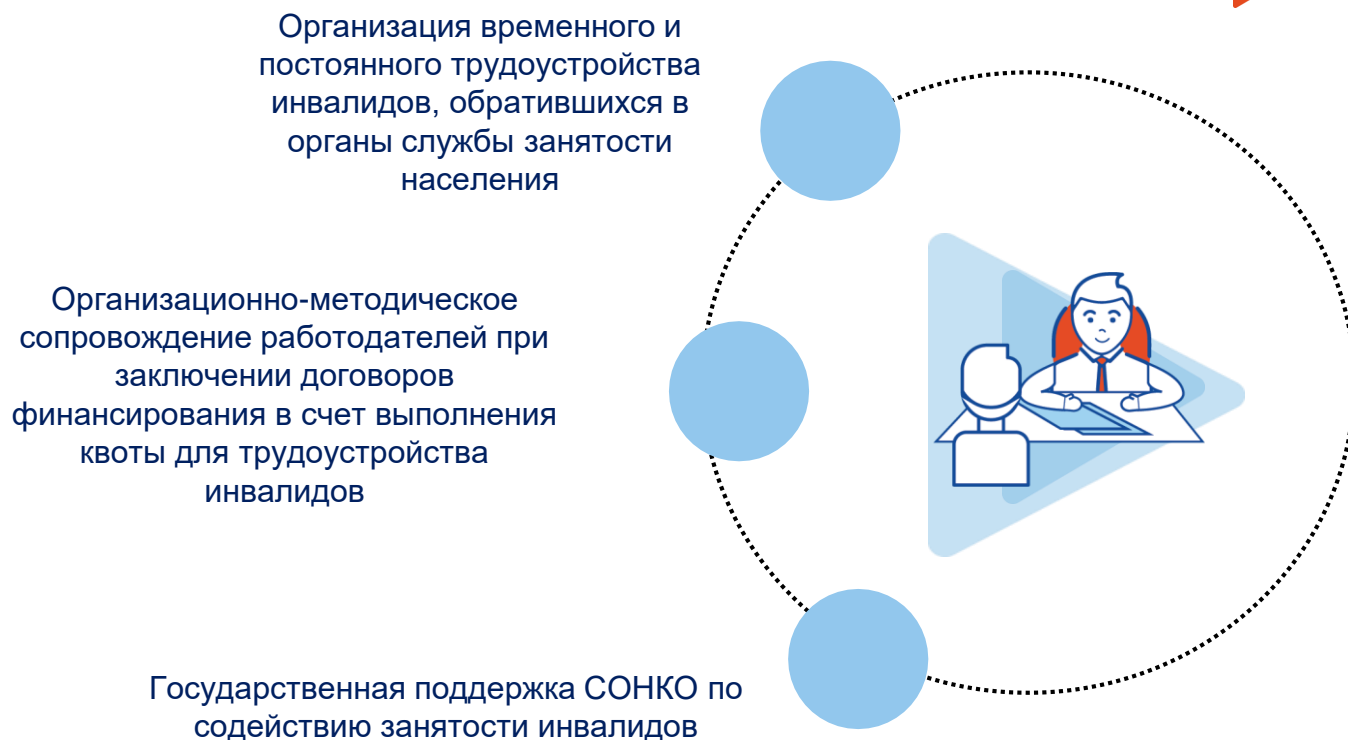 Организация временного и
постоянного трудоустройства
инвалидов, обратившихся в
органы службы занятости
населения
Организационно-методическое
сопровождение работодателей при
заключении договоров
финансирования в счет выполнения
квоты для трудоустройства
инвалидов
Государственная поддержка СОНКО по
содействию занятости инвалидов